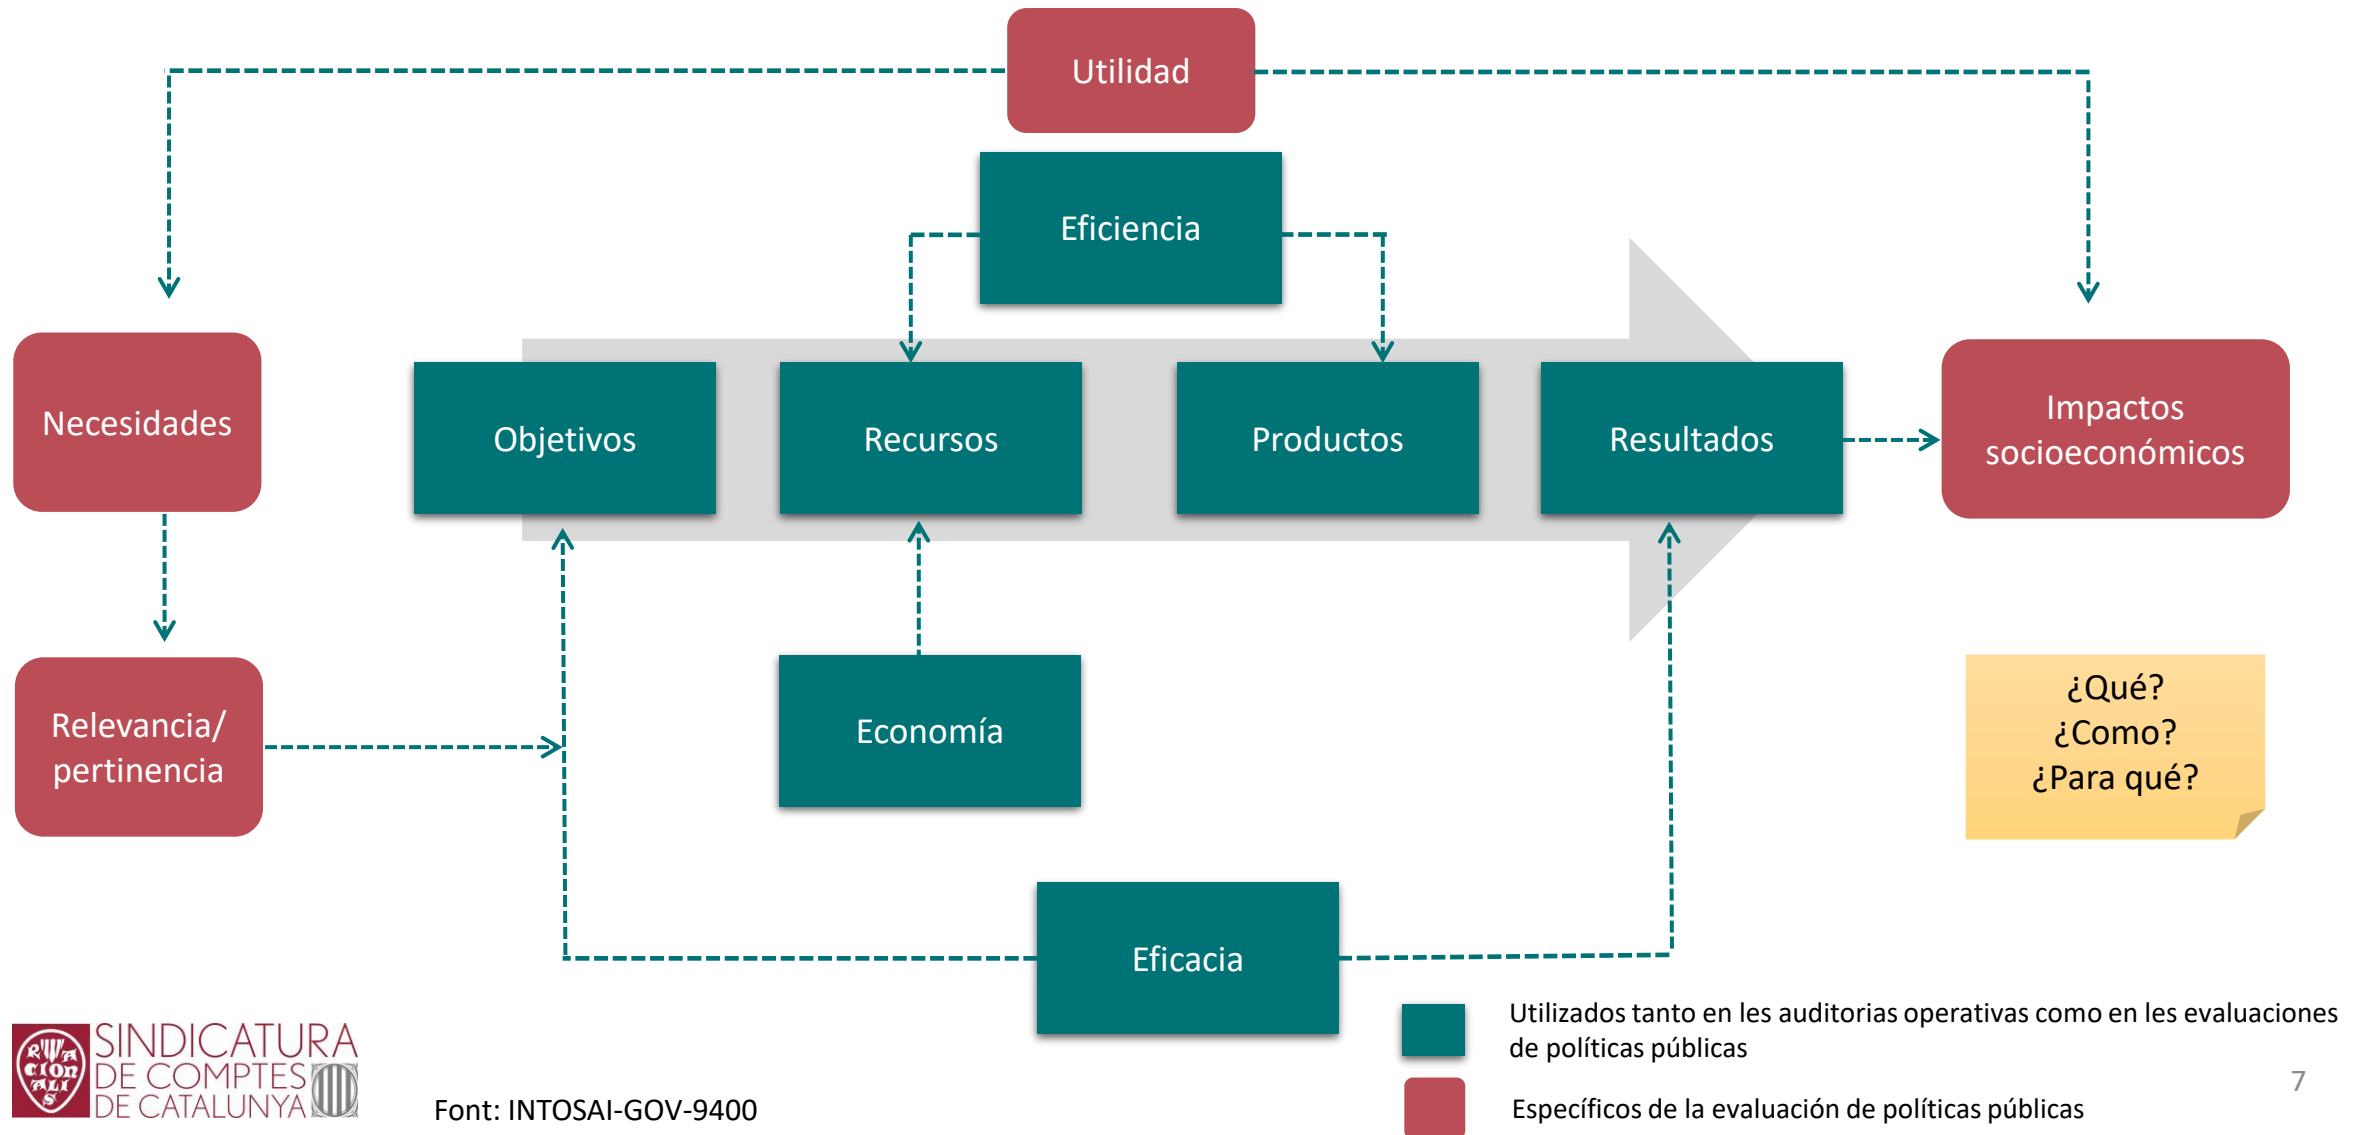 Utilidad
Eficiencia
Necesidades
Objetivos
Recursos
Productos
Resultados
Impactos
socioeconómicos
Relevancia/
pertinencia
Economía
¿Qué?
¿Como?
¿Para qué?
Eficacia
Utilizados tanto en les auditorias operativas como en les evaluaciones
de políticas públicas
Específicos de la evaluación de políticas públicas
SINDICATURA
DE COMPTES
DE CATALUNYA
Font: INTOSAI-GOV-9400
7